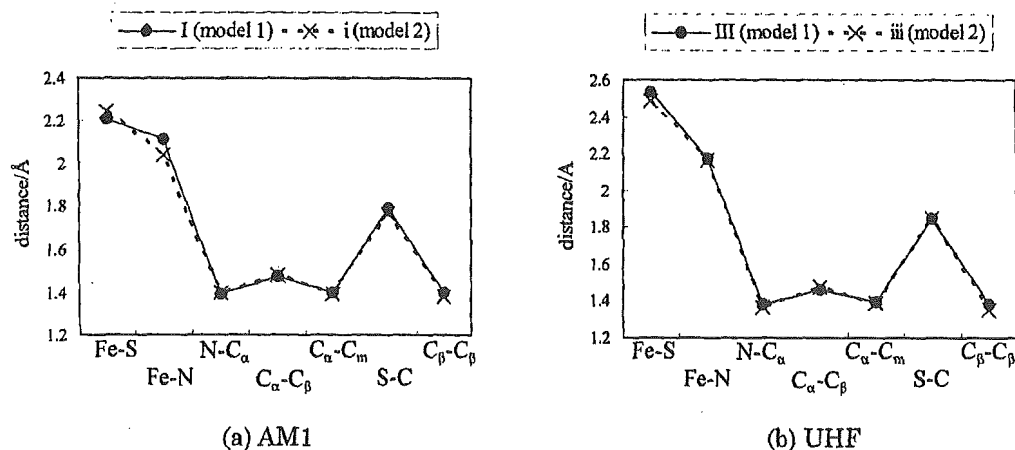 I (model 1) i (model 2)
distance/Å
2.4
2.2
2
1.8
1.6
1.4
1.2
Fe-S N-Cα Cα-Cm Cβ-Cβ
Fe-N Cα-Cβ S-C
(a) AM1
III (model 1) iii (model 2)
distance/Å
2.6
2.4
2.2
2
1.8
1.6
1.4
1.2
Fe-S N-Cα Cα-Cm Cβ-Cβ
Fe-N Cα-Cβ S-C
(b) UHF